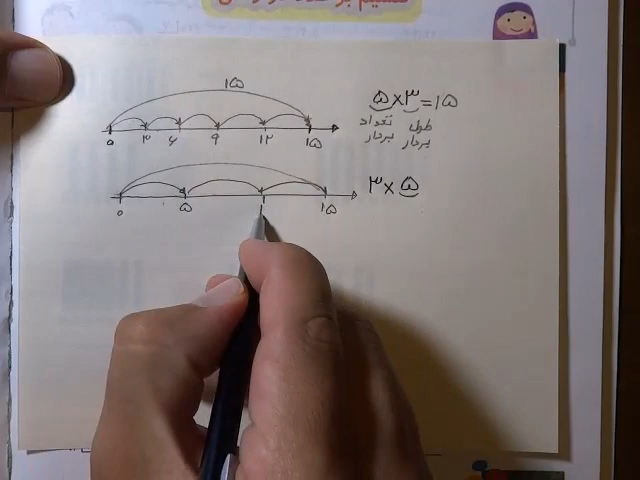 ۱۵
۰ ۳ ۶ ۹ ۱۲ ۱۵
۵×۳=۱۵
تعداد بردار
طول بردار
۰ ۵ ۱ ۱۵
۳×۵